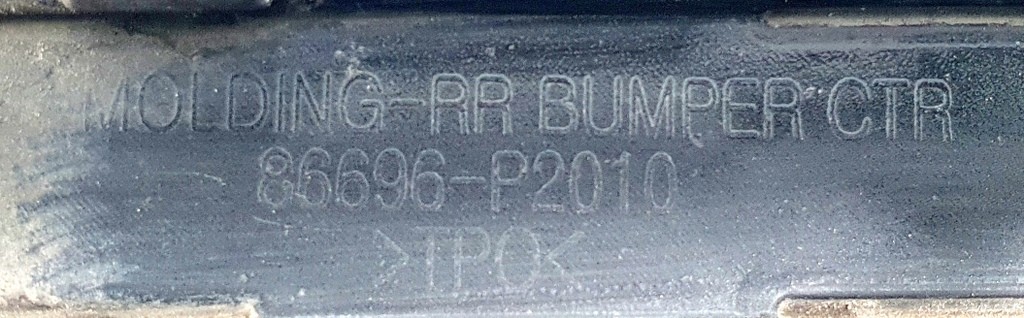 MOLDING-RR BUMPER CTR
86696-P2010
>TPO<